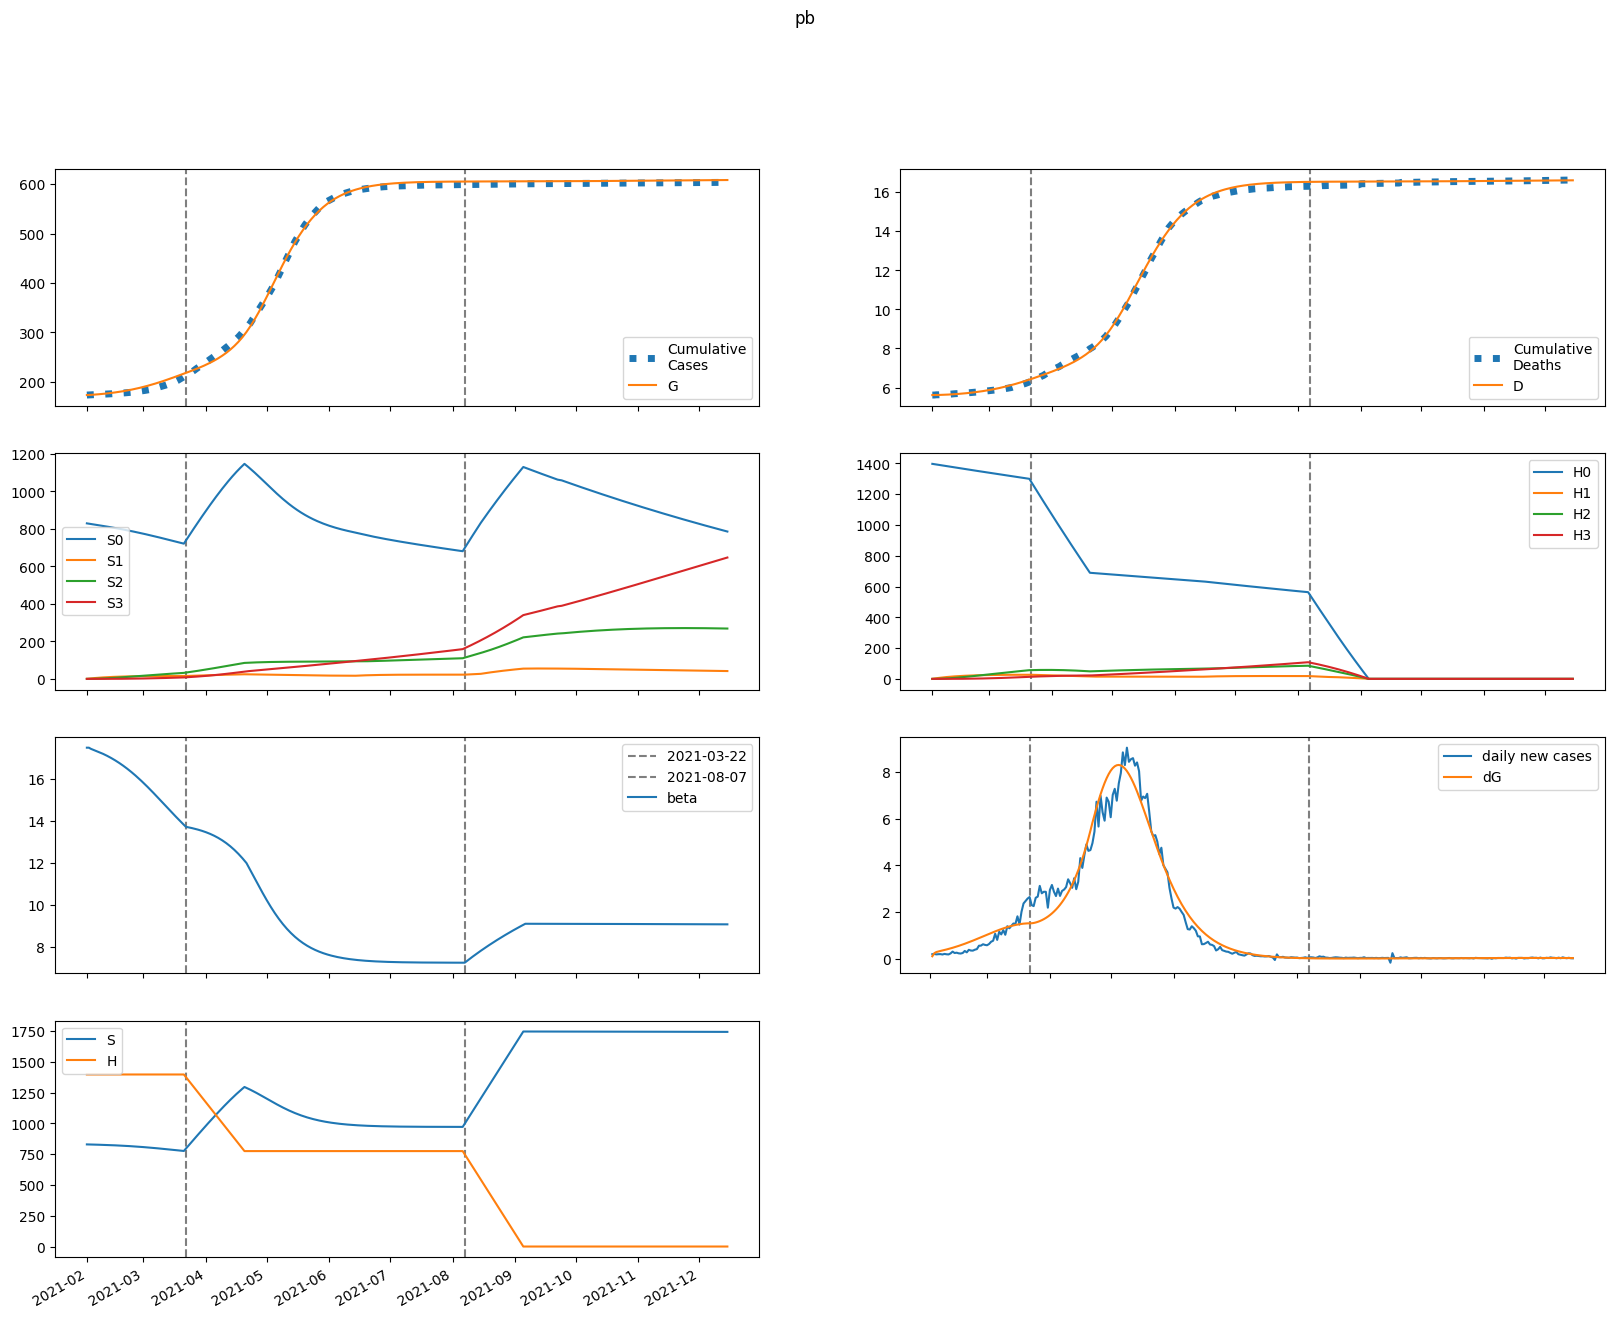 pb
600
500
400
300
200
Cumulative
Cases
G
16
14
12
10
8
6
Cumulative
Deaths
D
1200
1000
800
600
400
200
0
S0
S1
S2
S3
1400
1200
1000
800
600
400
200
0
H0
H1
H2
H3
16
14
12
10
8
2021-03-22
2021-08-07
beta
8
6
4
2
0
daily new cases
dG
1750
1500
1250
1000
750
500
250
0
S
H
2021-02
2021-03
2021-04
2021-05
2021-06
2021-07
2021-08
2021-09
2021-10
2021-11
2021-12